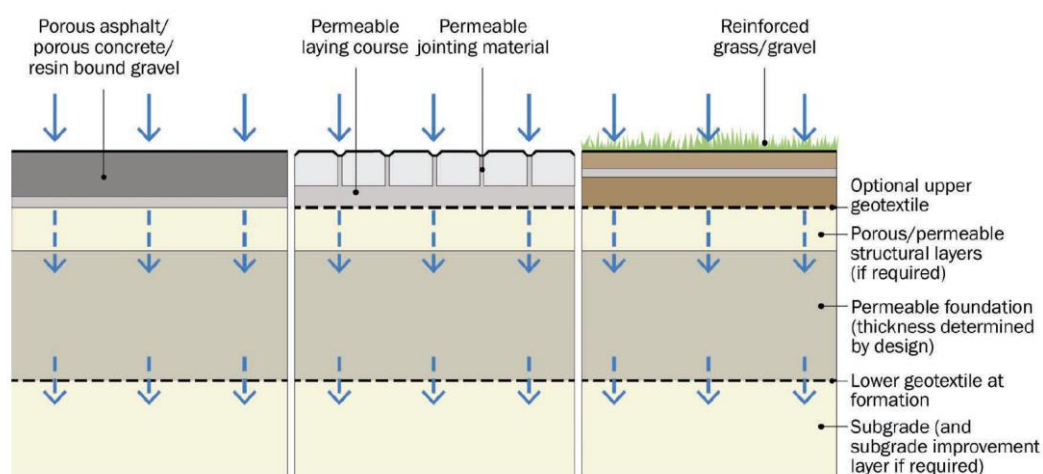 Porous asphalt/
porous concrete/
resin bound gravel
Permeable
laying course
Permeable
jointing material
Reinforced
grass/gravel
Optional upper
geotextile
Porous/permeable
structural layers
(if required)
Permeable foundation
(thickness determined
by design)
Lower geotextile at
formation
Subgrade (and
subgrade improvement
layer if required)